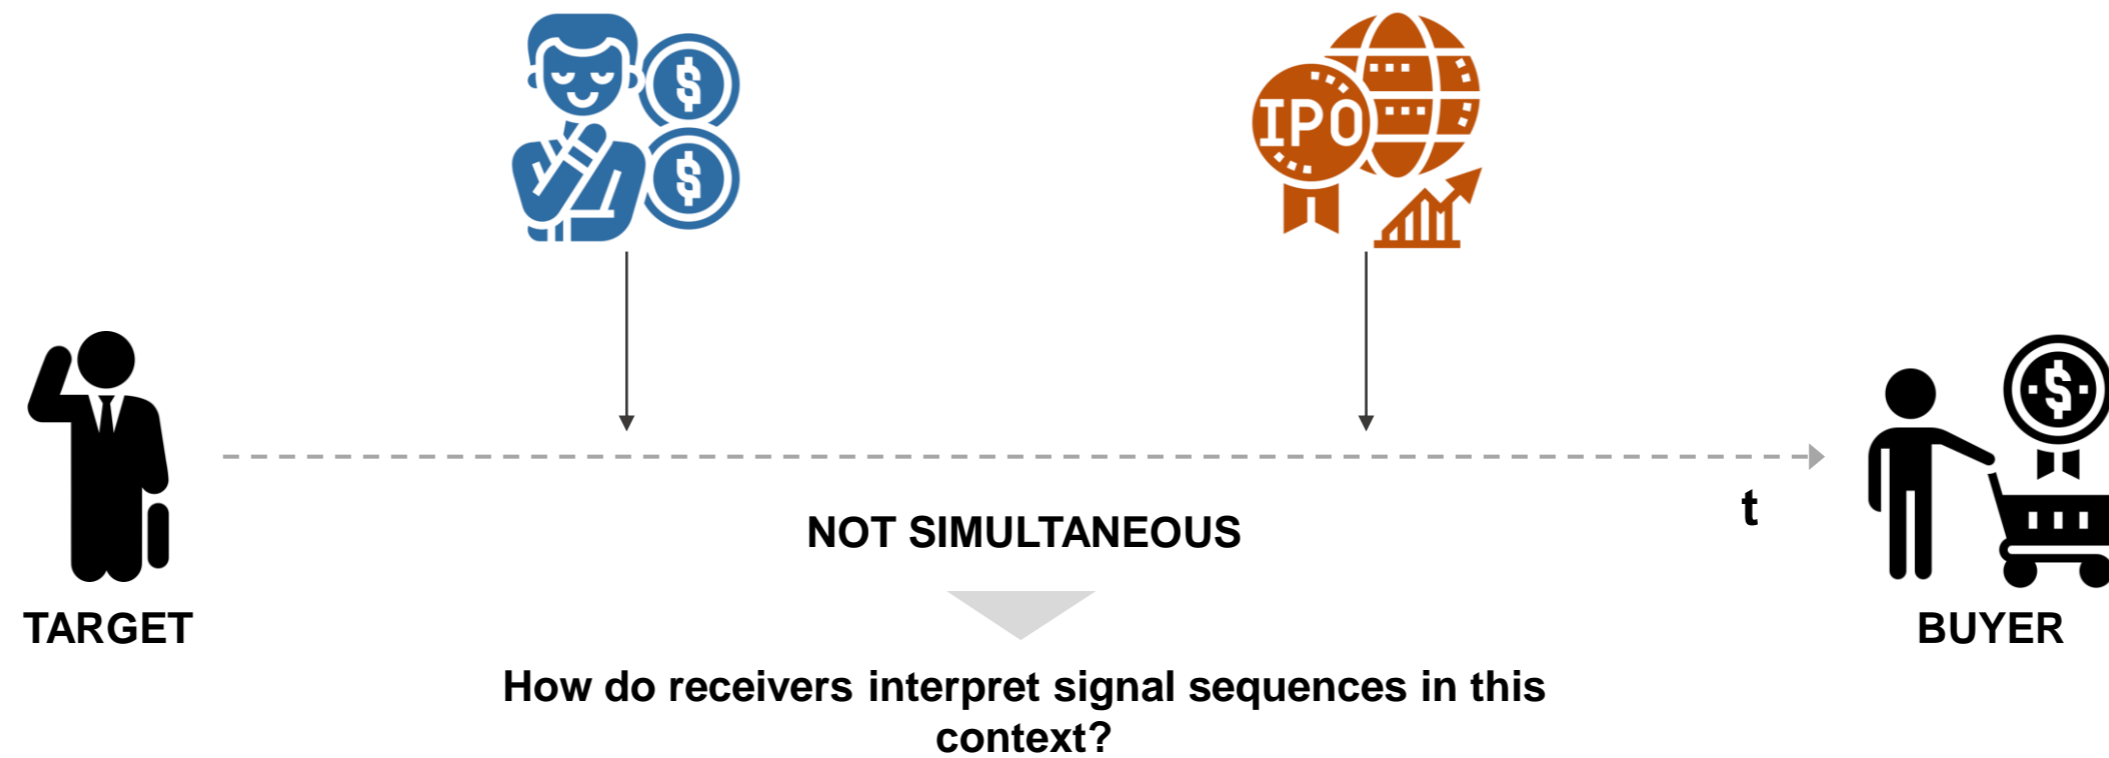 $
$
IPO
$
t
NOT SIMULTANEOUS
TARGET
BUYER
How do receivers interpret signal sequences in this
context?